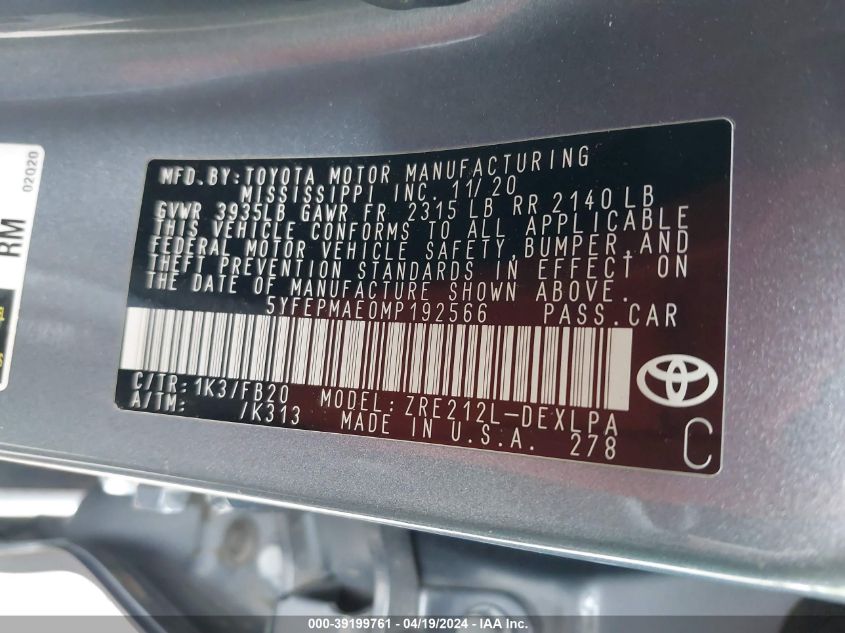 02020
RM
MFD. BY: TOYOTA MOTOR MANUFACTURING
MISSISSIPPI INC. 11/20
GVWR 3935LB GAWR FR 2315 LB RR 2140 LB
THIS VEHICLE CONFORMS TO ALL APPLICABLE
FEDERAL MOTOR VEHICLE SAFETY, BUMPER, AND
THEFT PREVENTION STANDARDS IN EFFECT ON
THE DATE OF MANUFACTURE SHOWN ABOVE.
5YFEPMAE0MP192566 PASS. CAR
C/TR: 1K3/FB20 MODEL: ZRE212L-DEXLPA
A/TM: /K313 MADE IN U.S.A. 278
C
000-39199761 - 04/19/2024 - IAA Inc.